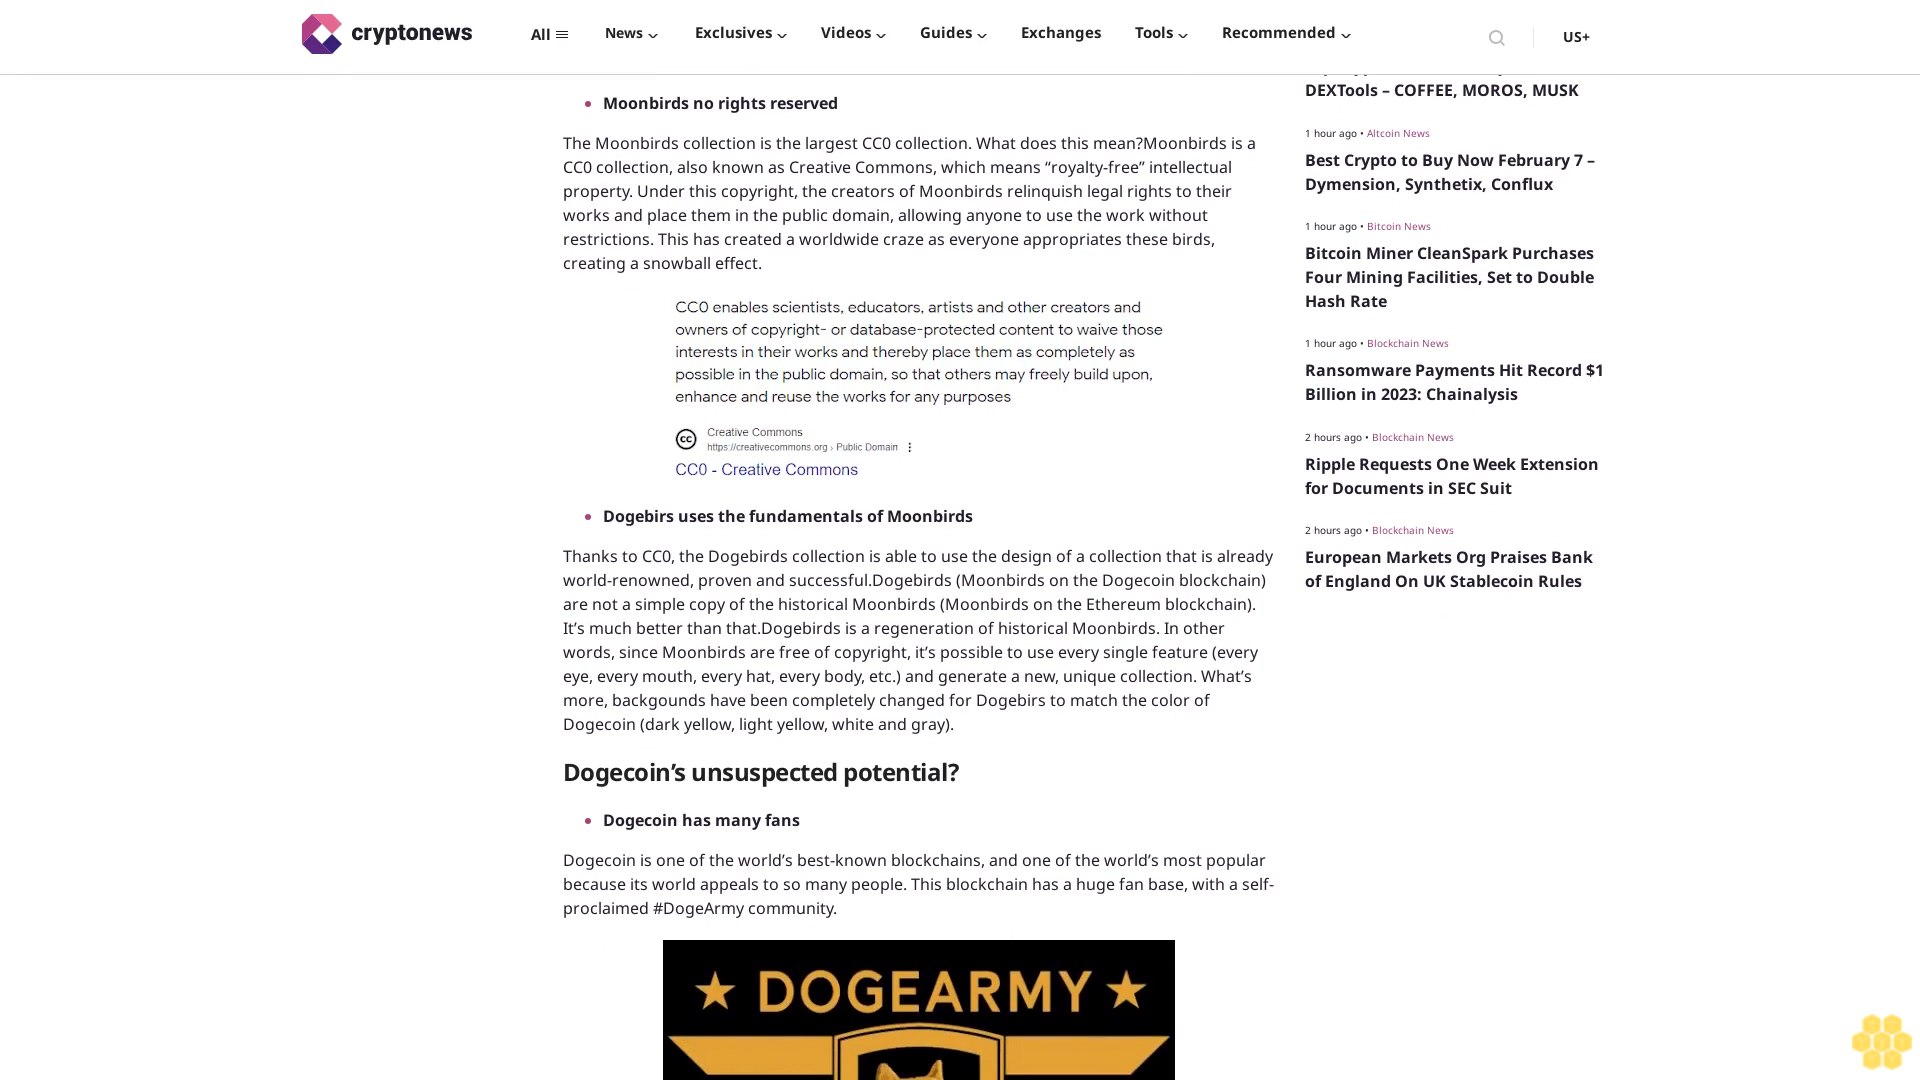 cryptonews
All
News
Exclusives
Videos
Guides
Exchanges
Tools
Recommended
US+
• Moonbirds no rights reserved
The Moonbirds collection is the largest CC0 collection. What does this mean?Moonbirds is a
CC0 collection, also known as Creative Commons, which means “royalty-free” intellectual
property. Under this copyright, the creators of Moonbirds relinquish legal rights to their
works and place them in the public domain, allowing anyone to use the work without
restrictions. This has created a worldwide craze as everyone appropriates these birds,
creating a snowball effect.
CC0 enables scientists, educators, artists and other creators and
owners of copyright- or database-protected content to waive those
interests in their works and thereby place them as completely as
possible in the public domain, so that others may freely build upon,
enhance and reuse the works for any purposes
cc
Creative Commons
https://creativecommons.org › Public Domain
CC0 - Creative Commons
• Dogebirs uses the fundamentals of Moonbirds
Thanks to CC0, the Dogebirds collection is able to use the design of a collection that is already
world-renowned, proven and successful.Dogebirds (Moonbirds on the Dogecoin blockchain)
are not a simple copy of the historical Moonbirds (Moonbirds on the Ethereum blockchain).
It’s much better than that.Dogebirds is a regeneration of historical Moonbirds. In other
words, since Moonbirds are free of copyright, it’s possible to use every single feature (every
eye, every mouth, every hat, every body, etc.) and generate a new, unique collection. What’s
more, backgounds have been completely changed for Dogebirs to match the color of
Dogecoin (dark yellow, light yellow, white and gray).
Dogecoin’s unsuspected potential?
• Dogecoin has many fans
Dogecoin is one of the world’s best-known blockchains, and one of the world’s most popular
because its world appeals to so many people. This blockchain has a huge fan base, with a self-
proclaimed #DogeArmy community.
DOGEARMY
DEXTools – COFFEE, MOROS, MUSK
1 hour ago • Altcoin News
Best Crypto to Buy Now February 7 –
Dymension, Synthetix, Conflux
1 hour ago • Bitcoin News
Bitcoin Miner CleanSpark Purchases
Four Mining Facilities, Set to Double
Hash Rate
1 hour ago • Blockchain News
Ransomware Payments Hit Record $1
Billion in 2023: Chainalysis
2 hours ago • Blockchain News
Ripple Requests One Week Extension
for Documents in SEC Suit
2 hours ago • Blockchain News
European Markets Org Praises Bank
of England On UK Stablecoin Rules